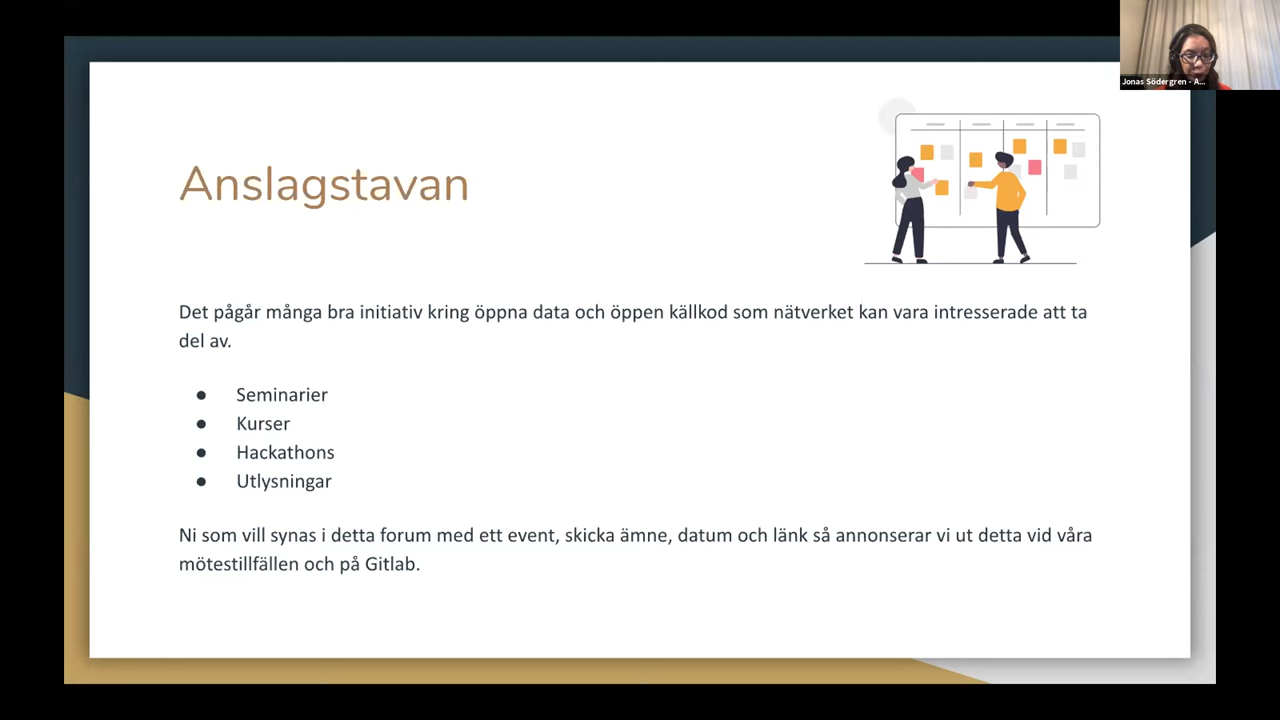 Jonas Södergren - A...
Anslagstavan
Det pågår många bra initiativ kring öppna data och öppen källkod som nätverket kan vara intresserade att ta
del av.
● Seminarier
● Kurser
● Hackathons
● Utlysningar
Ni som vill synas i detta forum med ett event, skicka ämne, datum och länk så annonserar vi ut detta vid våra
mötestillfällen och på Gitlab.